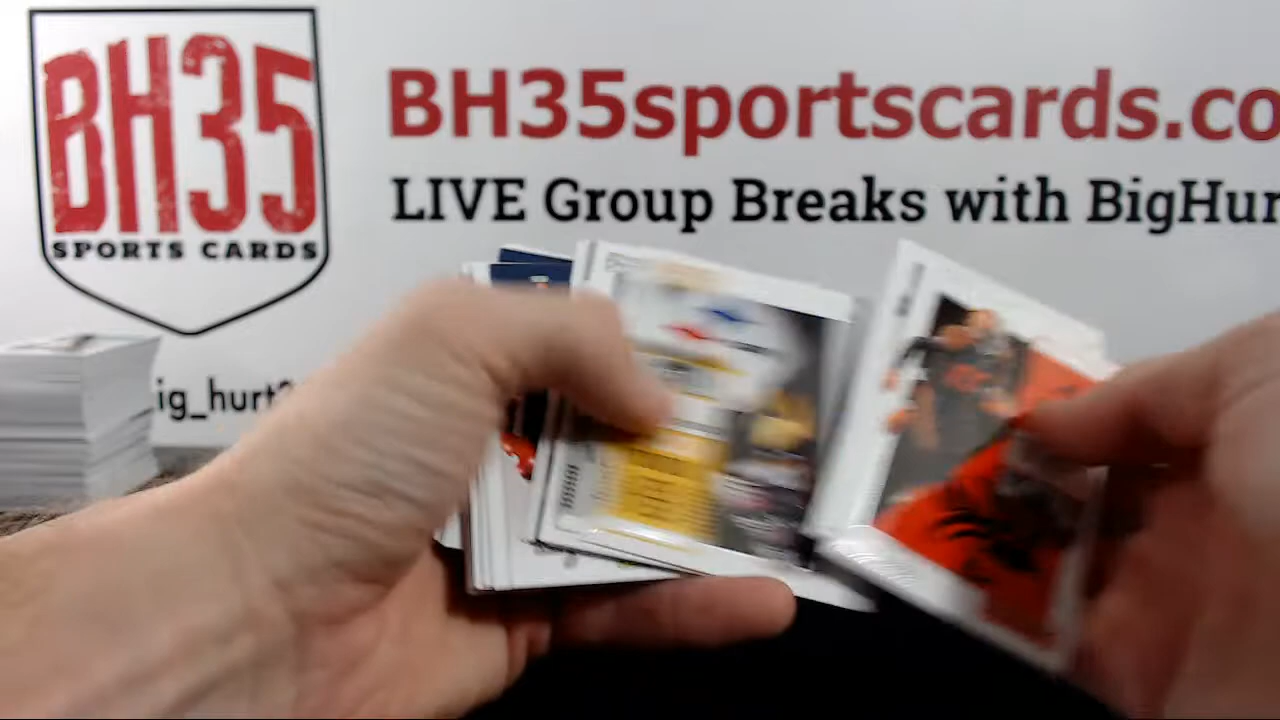 BH35
SPORTS CARDS
BH35sportscards.co
LIVE Group Breaks with BigHur
ig_hurt